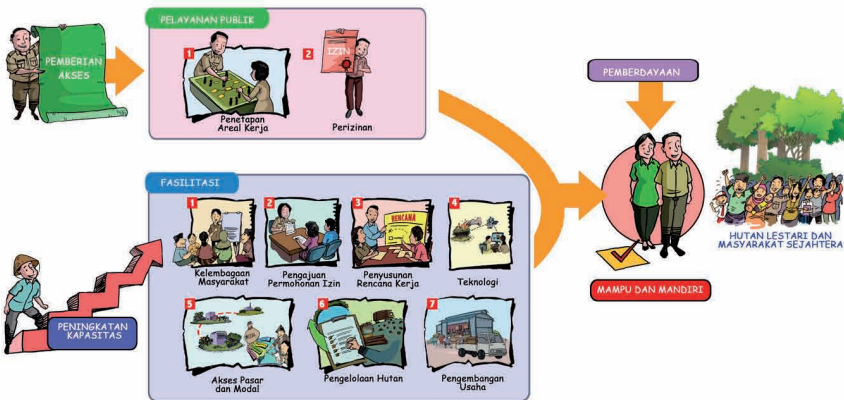 PEMBERIAN
AKSES
PELAYANAN PUBLIK
1
Penetapan
Areal Kerja
2
IZIN
Perizinan
PENINGKATAN
KAPASITAS
FASILITASI
1
Kelembagaan
Masyarakat
2
Pengajuan
Permohonan Izin
3
RENCANA
Penyusunan
Rencana Kerja
4
Teknologi
5
Akses Pasar
dan Modal
6
Pengelolaan Hutan
7
Pengembangan
Usaha
PEMBERDAYAAN
MAMPU DAN MANDIRI
HUTAN LESTARI DAN
MASYARAKAT SEJAHTERA